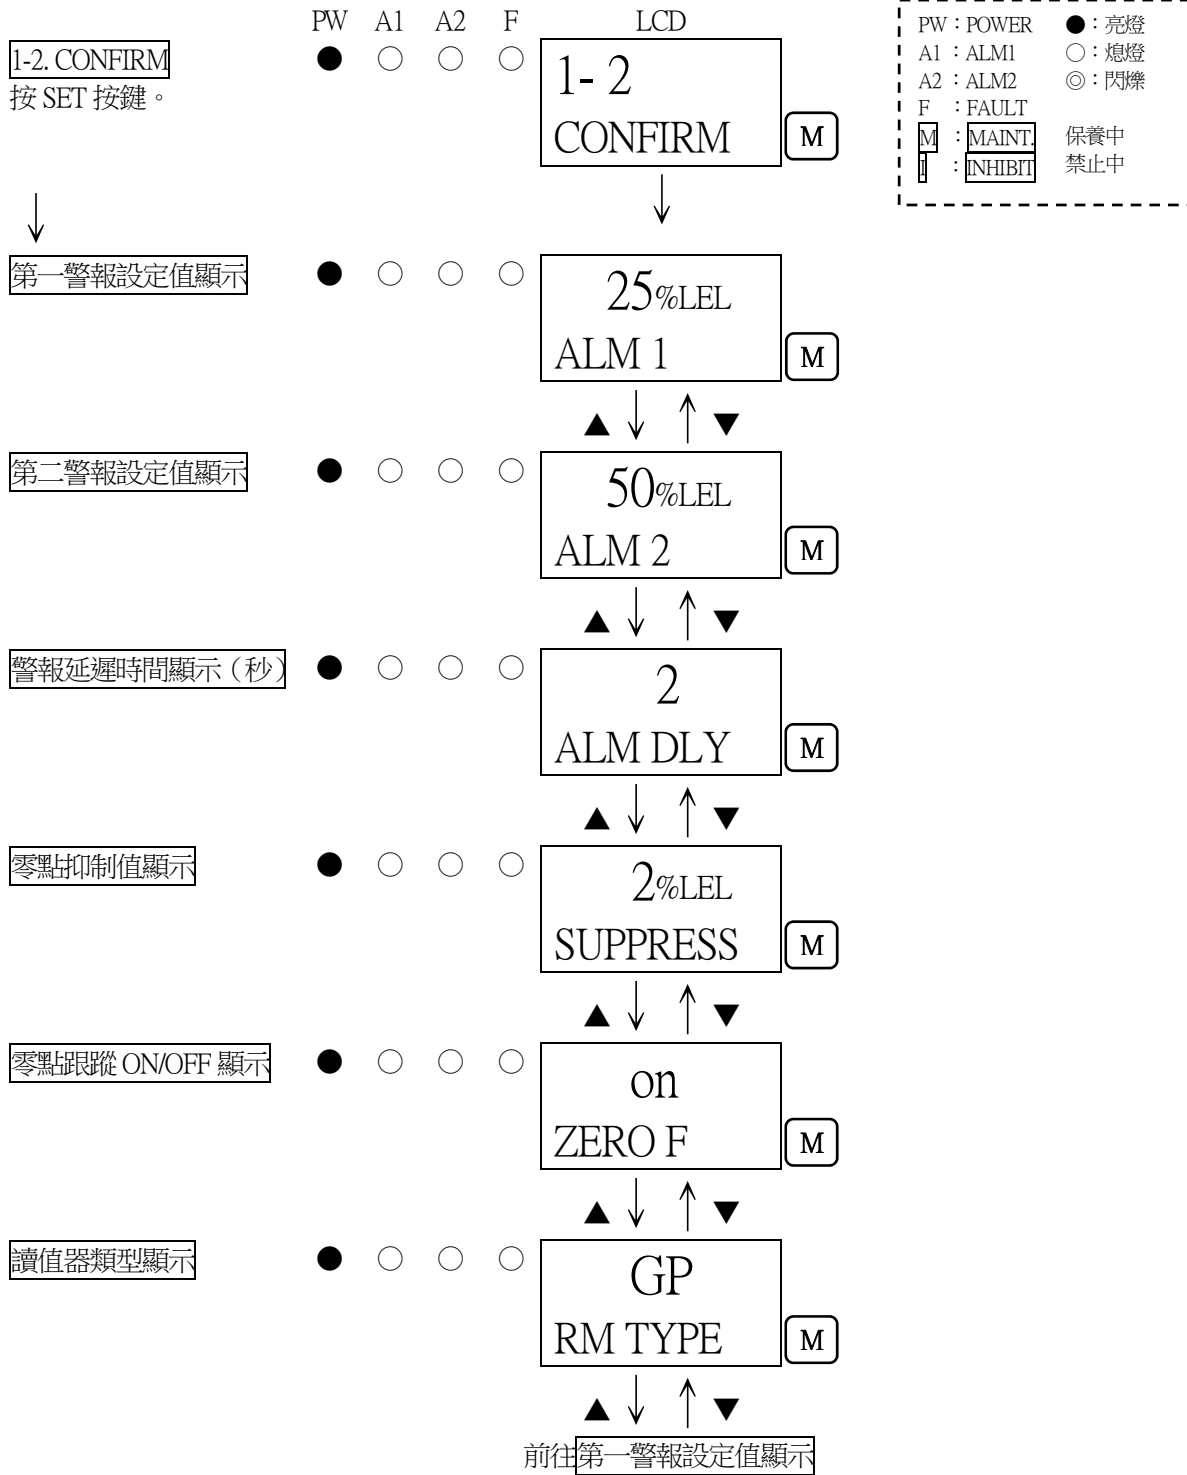 PW A1 A2 F LCD
PW：POWER ●：亮燈
A1：ALM1 ○：熄燈
A2：ALM2 ◎：閃爍
F：FAULT
M：MAINT. 保養中
I：INHIBIT 禁止中
1-2. CONFIRM ● ○ ○ ○ 1- 2
按 SET 按鍵。
CONFIRM M
第一警報設定值顯示 ● ○ ○ ○ 25%LEL
ALM 1 M
▲ ▼
第二警報設定值顯示 ● ○ ○ ○ 50%LEL
ALM 2 M
▲ ▼
警報延遲時間顯示（秒） ● ○ ○ ○ 2
ALM DLY M
▲ ▼
零點抑制值顯示 ● ○ ○ ○ 2%LEL
SUPPRESS M
▲ ▼
零點跟蹤 ON/OFF 顯示 ● ○ ○ ○ on
ZERO F M
▲ ▼
讀值器類型顯示 ● ○ ○ ○ GP
RM TYPE M
▲ ▼
前往第一警報設定值顯示